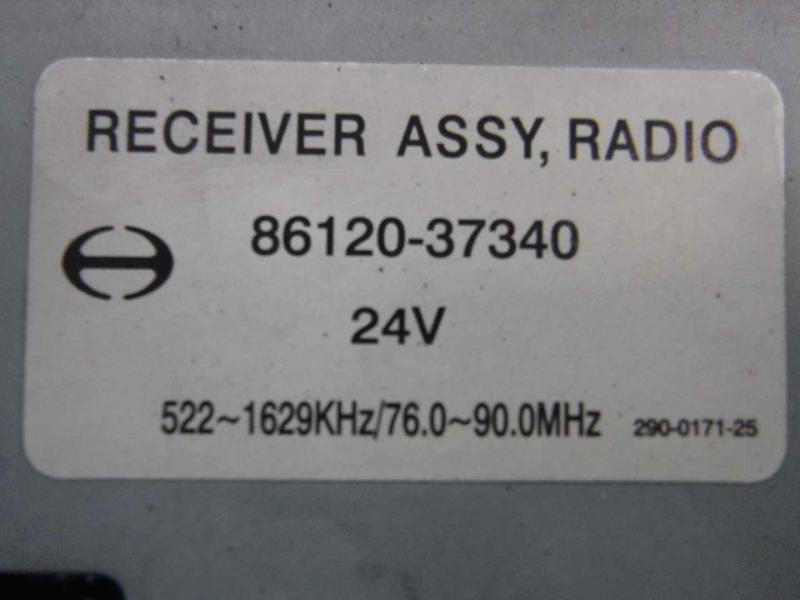 RECEIVER ASSY, RADIO
86120-37340
24V
522~1629KHz/76.0~90.0MHz 290-0171-25